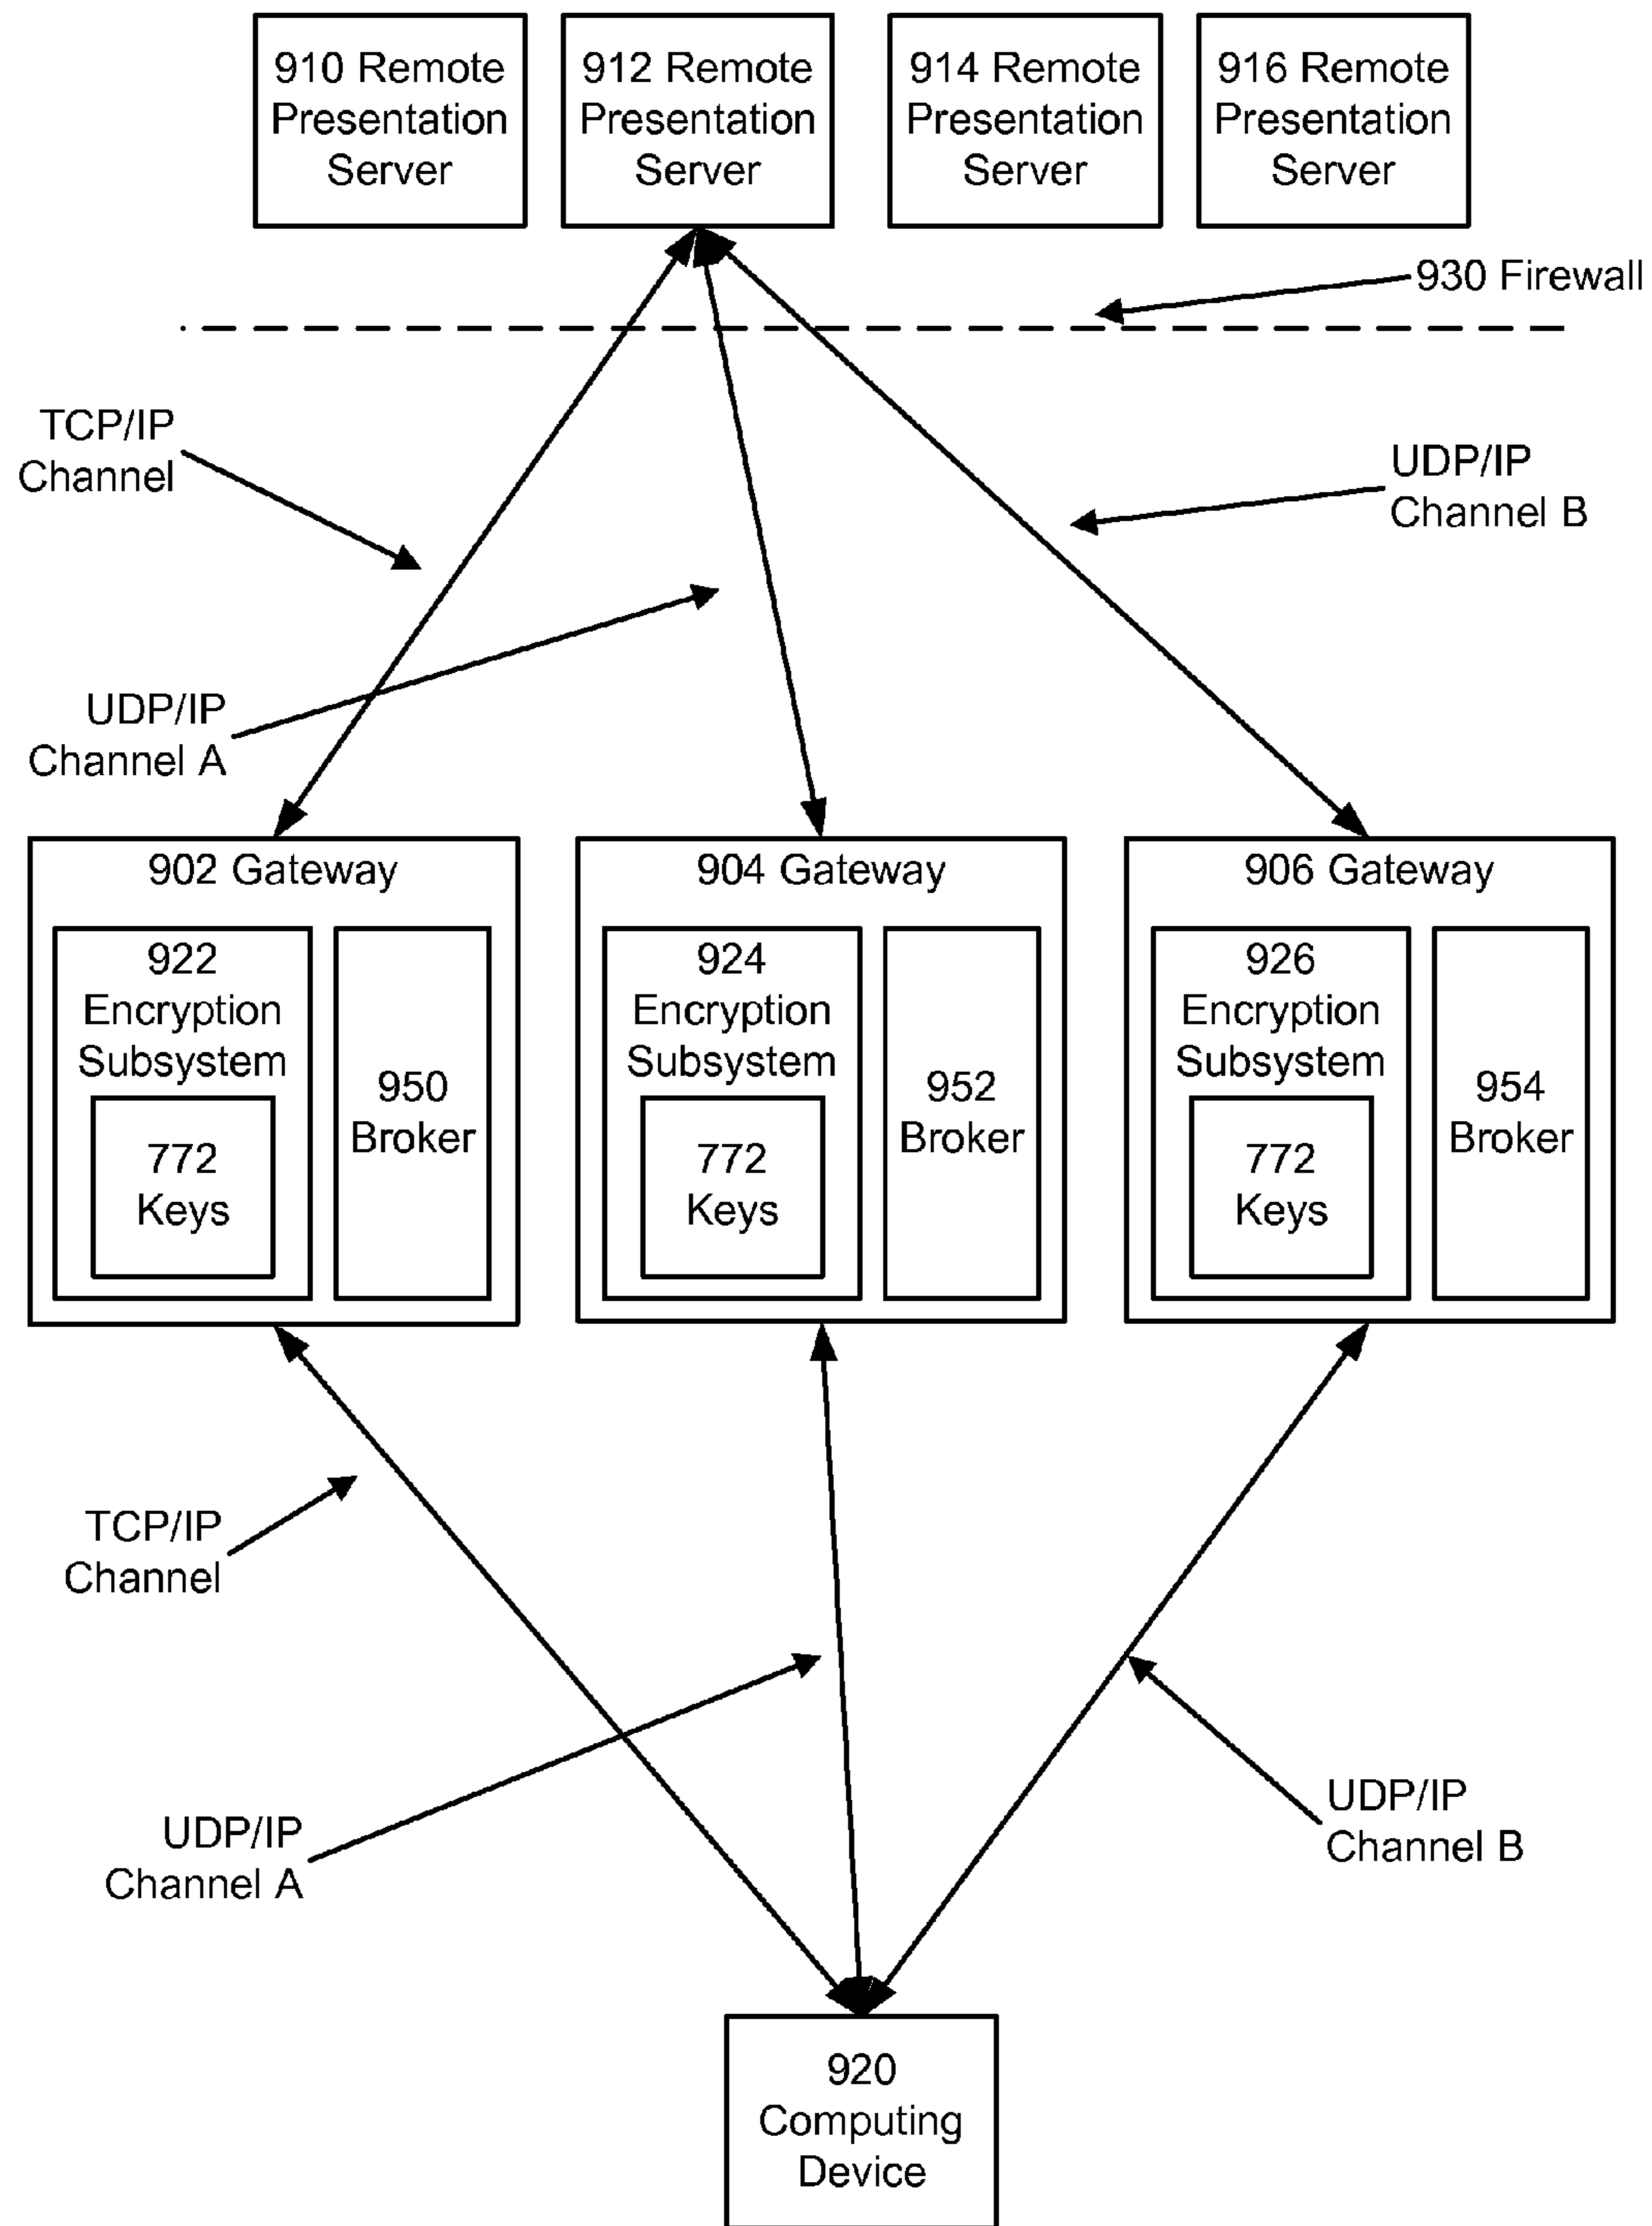 910 Remote
Presentation
Server
912 Remote
Presentation
Server
914 Remote
Presentation
Server
916 Remote
Presentation
Server
930 Firewall
TCP/IP
Channel
UDP/IP
Channel B
UDP/IP
Channel A
902 Gateway
922
Encryption
Subsystem
772
Keys
950
Broker
904 Gateway
924
Encryption
Subsystem
772
Keys
952
Broker
906 Gateway
926
Encryption
Subsystem
772
Keys
954
Broker
TCP/IP
Channel
UDP/IP
Channel A
UDP/IP
Channel B
920
Computing
Device